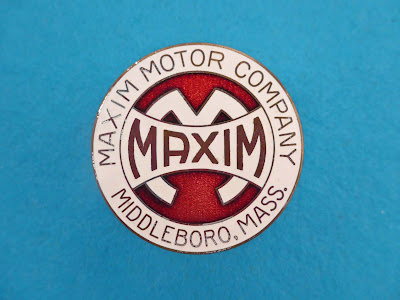 MAXIM MOTOR COMPANY
MAXIM
M
MIDDLEBORO, MASS.